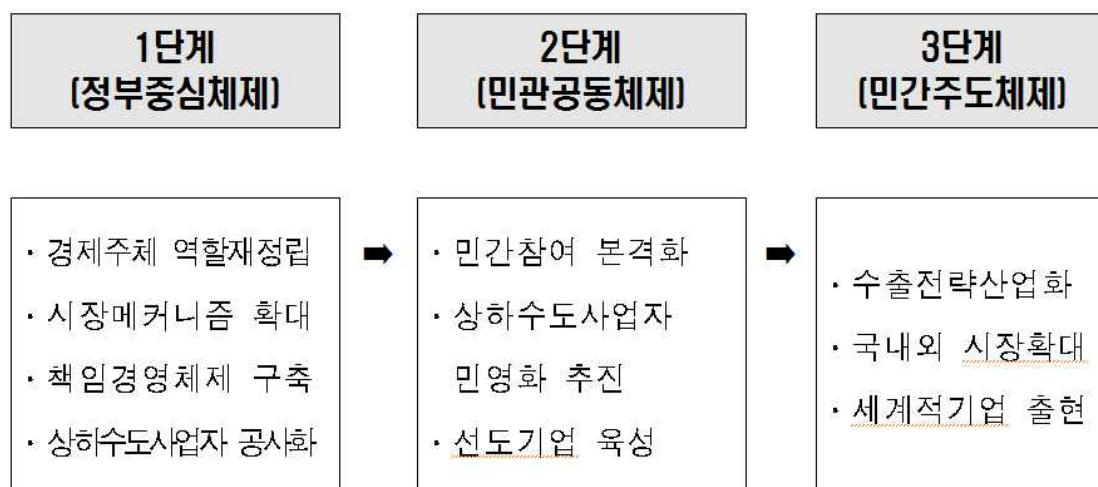 1단계
(정부중심체제)
2단계
(민관공동체제)
3단계
(민간주도체제)
· 경제주체 역할재정립
· 시장메커니즘 확대
· 책임경영체제 구축
· 상하수도사업자 공사화
➡
· 민간참여 본격화
· 상하수도사업자
민영화 추진
· 선도기업 육성
➡
· 수출전략산업화
· 국내외 시장확대
· 세계적기업 출현